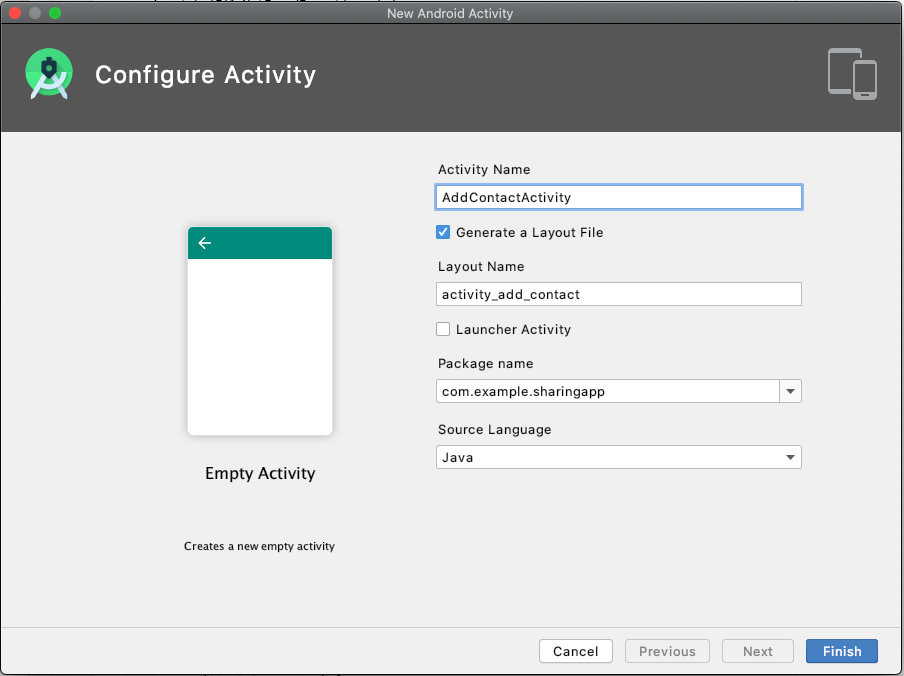 New Android Activity
Configure Activity
Activity Name
AddContactActivity
Generate a Layout File
Layout Name
activity_add_contact
Launcher Activity
Package name
com.example.sharingapp
Source Language
Java
Empty Activity
Creates a new empty activity
Cancel
Previous
Next
Finish